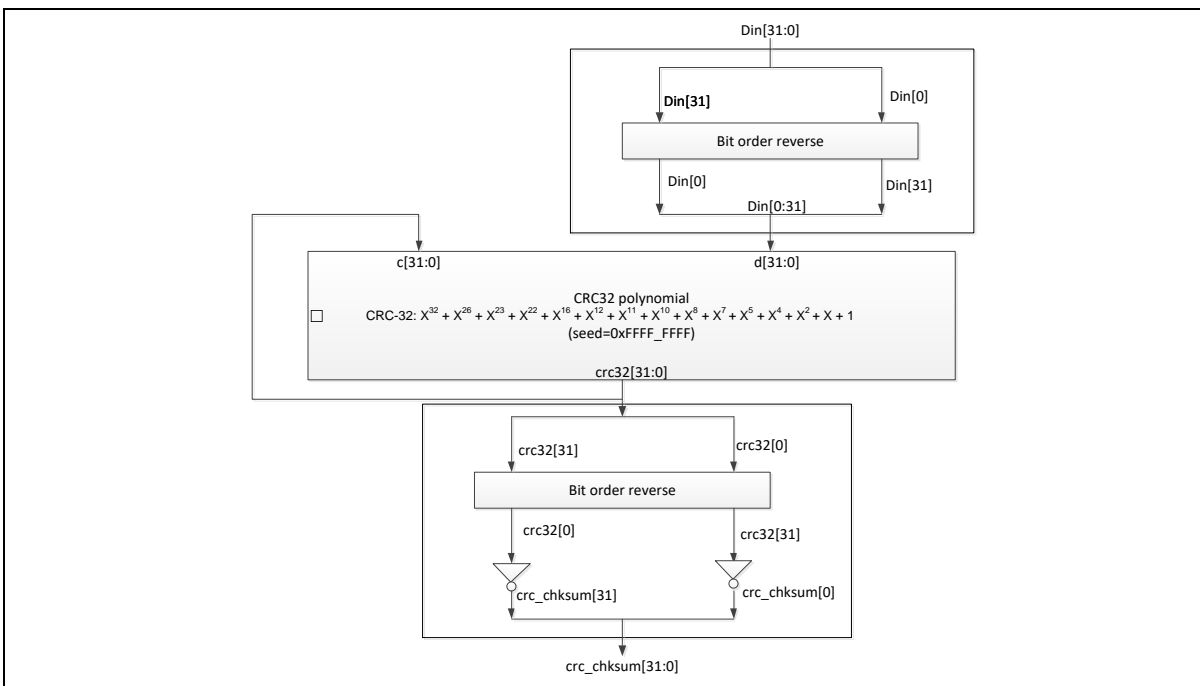 Din[31:0]
Din[31]
Din[0]
Bit order reverse
Din[0]
Din[31]
Din[0:31]
c[31:0]
d[31:0]
CRC32 polynomial
CRC-32: X³² + X²⁶ + X²³ + X²² + X¹⁶ + X¹² + X¹¹ + X¹⁰ + X⁸ + X⁷ + X⁵ + X⁴ + X² + X + 1
(seed=0xFFFF_FFFF)
crc32[31:0]
crc32[31]
crc32[0]
Bit order reverse
crc32[0]
crc32[31]
crc_chksum[31]
crc_chksum[0]
crc_chksum[31:0]